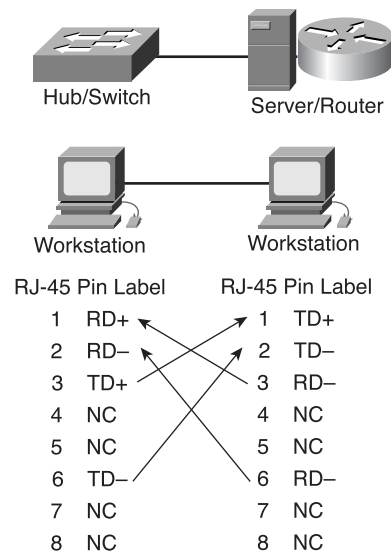 Hub/Switch Server/Router
Workstation Workstation
RJ-45 Pin Label RJ-45 Pin Label
1 RD+ 1 TD+
2 RD– 2 TD–
3 TD+ 3 RD–
4 NC 4 NC
5 NC 5 NC
6 TD– 6 RD–
7 NC 7 NC
8 NC 8 NC